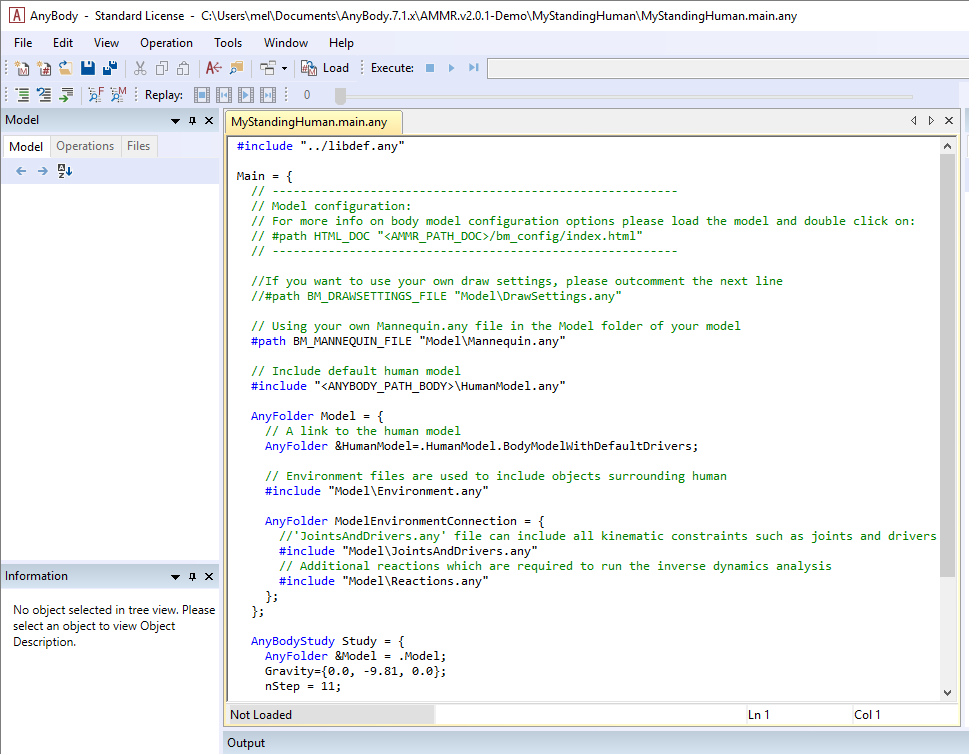 AnyBody - Standard License - C:\Users\mel\Documents\AnyBody.7.1.x\AMMR.v2.0.1-Demo\MyStandingHuman\MyStandingHuman.main.any
File Edit View Operation Tools Window Help
Load Execute:
Replay: 0
Model
Model Operations Files
MyStandingHuman.main.any
#include "../libdef.any"
Main = {
// ----------------------------------------------------------
// Model configuration:
// For more info on body model configuration options please load the model and double click on:
// #path HTML_DOC "<AMMR_PATH_DOC>/bm_config/index.html"
// ----------------------------------------------------------
//If you want to use your own draw settings, please outcomment the next line
//#path BM_DRAWSETTINGS_FILE "Model\DrawSettings.any"
// Using your own Mannequin.any file in the Model folder of your model
#path BM_MANNEQUIN_FILE "Model\Mannequin.any"
// Include default human model
#include "<ANYBODY_PATH_BODY>\HumanModel.any"
AnyFolder Model = {
// A link to the human model
AnyFolder &HumanModel=.HumanModel.BodyModelWithDefaultDrivers;
// Environment files are used to include objects surrounding human
#include "Model\Environment.any"
AnyFolder ModelEnvironmentConnection = {
//'JointsAndDrivers.any' file can include all kinematic constraints such as joints and drivers
#include "Model\JointsAndDrivers.any"
// Additional reactions which are required to run the inverse dynamics analysis
#include "Model\Reactions.any"
};
};
AnyBodyStudy Study = {
AnyFolder &Model = .Model;
Gravity={0.0, -9.81, 0.0};
nStep = 11;
Information
No object selected in tree view. Please
select an object to view Object
Description.
Not Loaded Ln 1 Col 1
Output